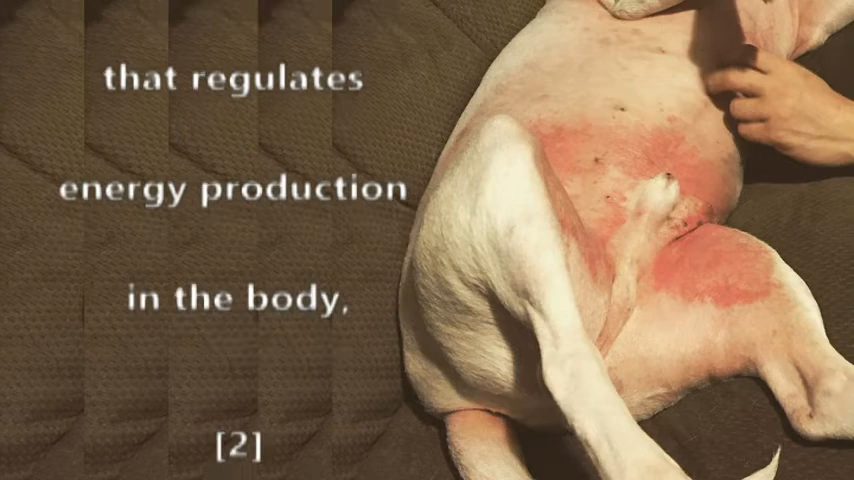 that regulates
energy production
in the body,
[2]